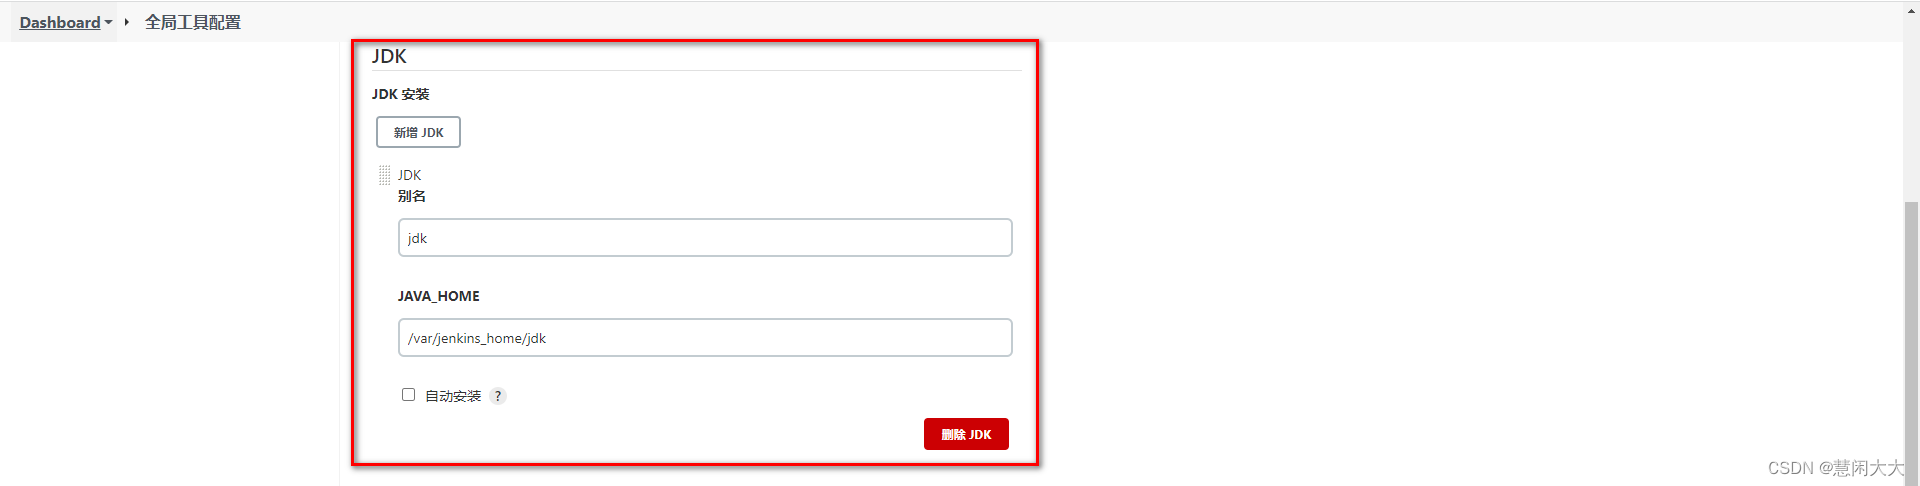 Dashboard 全局工具配置
JDK
JDK 安装
新增 JDK
JDK
别名
jdk
JAVA_HOME
/var/jenkins_home/jdk
自动安装 ?
删除 JDK
CSDN @慧闲大大